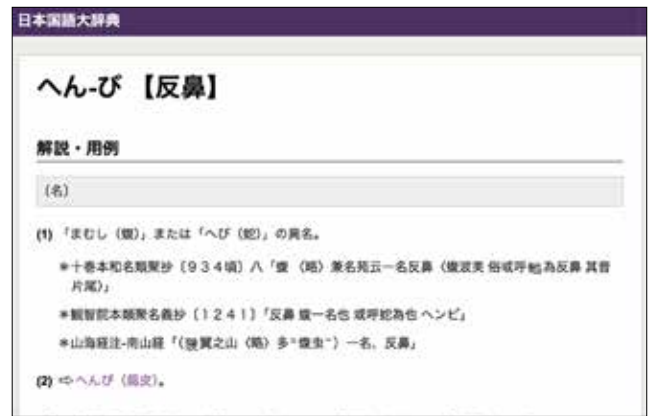 日本国語大辞典
へん‐び 【反鼻】
解説・用例
（名）
(1) 「まむし（蝮）」または「へび（蛇）」の異名。
＊十巻本和名類聚抄〔９３４頃〕八「蝮〈略〉兼名苑云一名反鼻〈蝮波美 俗或呼虵為反鼻 其音
片尾〉」
＊観智院本類聚名義抄〔１２４１〕「反鼻 蝮一名也 或呼蛇為也 ヘンビ」
＊山海経注‐南山経「（猨翼之山〈略〉多蝮虫）一名、反鼻」
(2) ⇨へんぴ（蝠皮）。